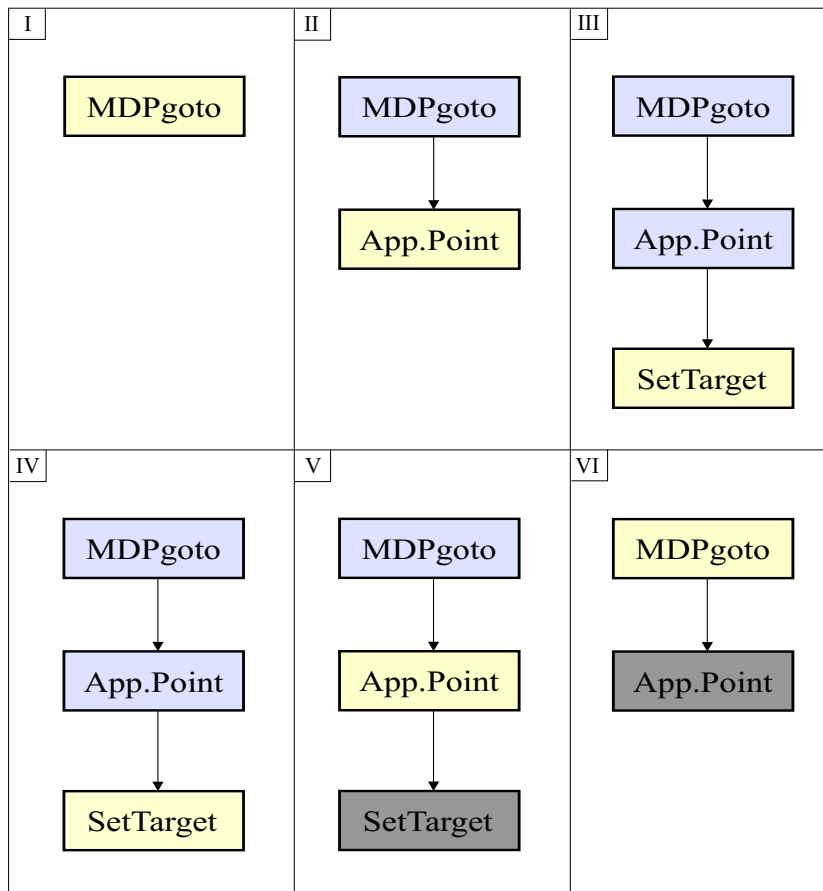 I
MDPgoto
II
MDPgoto
App.Point
III
MDPgoto
App.Point
SetTarget
IV
MDPgoto
App.Point
SetTarget
V
MDPgoto
App.Point
SetTarget
VI
MDPgoto
App.Point